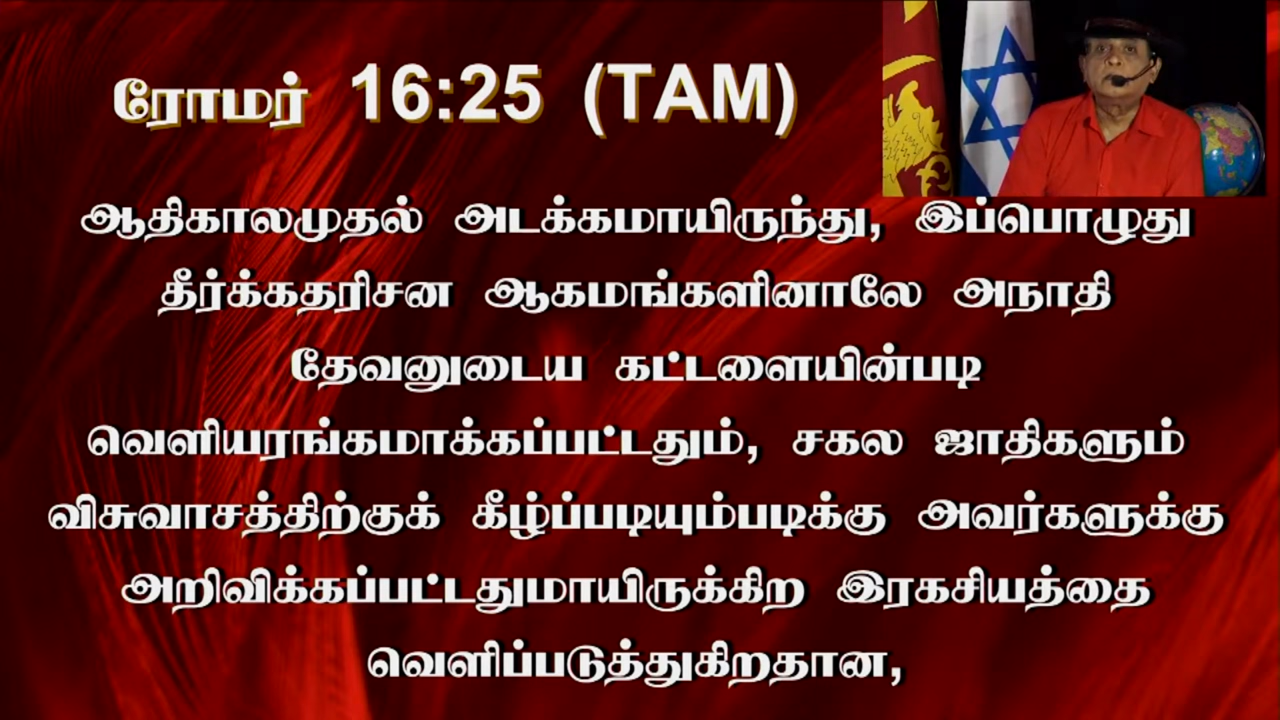 ரோமர் 16:25 (TAM)
ஆதிகாலமுதல் அடக்கமாயிருந்து, இப்பொழுது
தீர்க்கதரிசன ஆகமங்களினாலே அநாதி
தேவனுடைய கட்டளையின்படி
வெளியரங்கமாக்கப்பட்டதும், சகல ஜாதிகளும்
விசுவாசத்திற்குக் கீழ்ப்படியும்படிக்கு அவர்களுக்கு
அறிவிக்கப்பட்டதுமாயிருக்கிற இரகசியத்தை
வெளிப்படுத்துகிறதான,